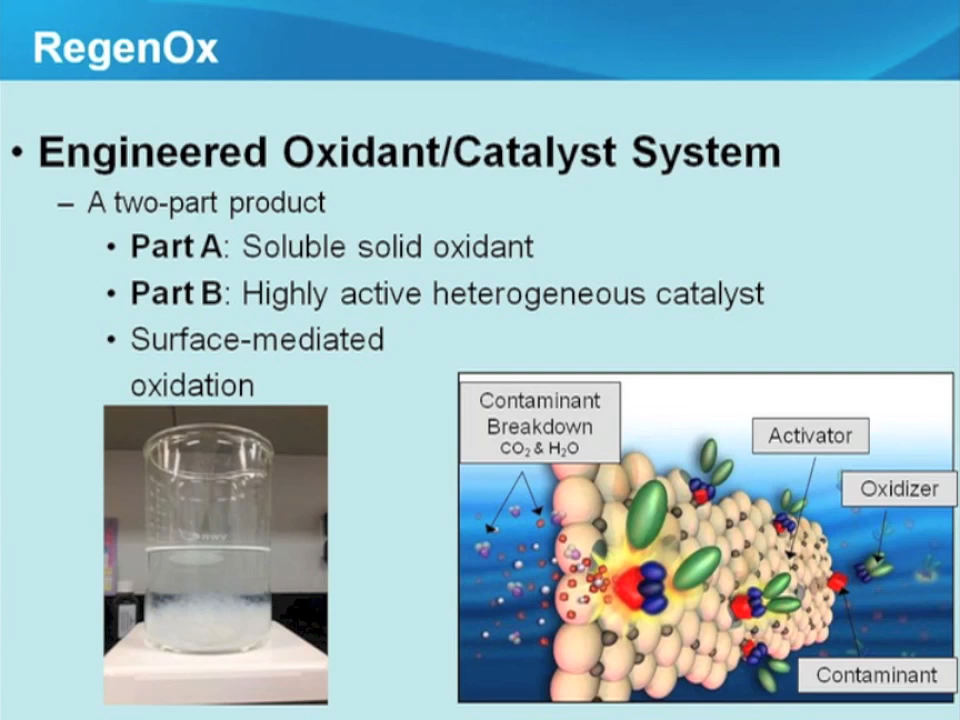 RegenOx
• Engineered Oxidant/Catalyst System
– A two-part product
• Part A: Soluble solid oxidant
• Part B: Highly active heterogeneous catalyst
• Surface-mediated
oxidation
Contaminant
Breakdown
CO₂ & H₂O
Activator
Oxidizer
Contaminant